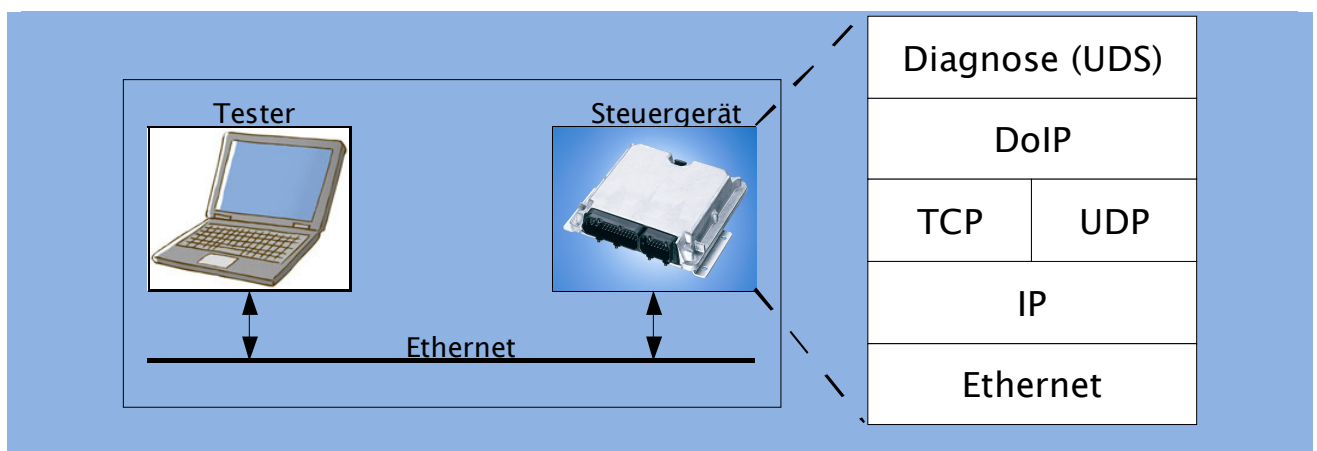 Tester
Steuergerät
Ethernet
Diagnose (UDS)
DoIP
TCP
UDP
IP
Ethernet